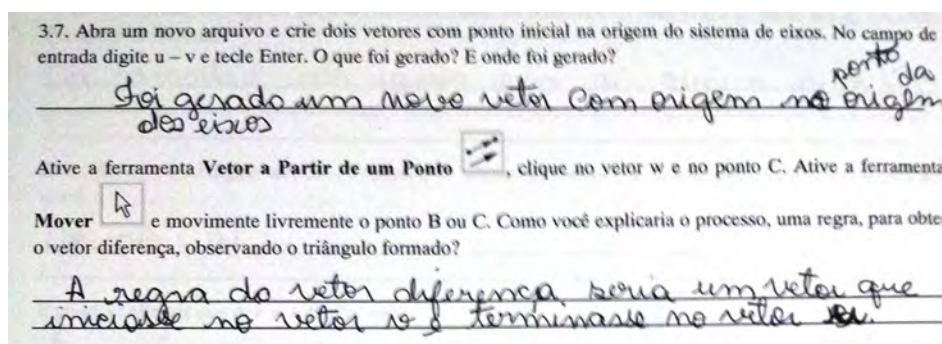 3.7. Abra um novo arquivo e crie dois vetores com ponto inicial na origem do sistema de eixos. No campo de
entrada digite u – v e tecle Enter. O que foi gerado? E onde foi gerado?
ponto da
Foi gerado um novo vetor com origem no origem
dos eixos
Ative a ferramenta Vetor a Partir de um Ponto , clique no vetor w e no ponto C. Ative a ferramenta
Mover e movimente livremente o ponto B ou C. Como você explicaria o processo, uma regra, para obte
o vetor diferença, observando o triângulo formado?
A regra do vetor diferença seria um vetor que
iniciasse no vetor v e terminasse no vetor u.